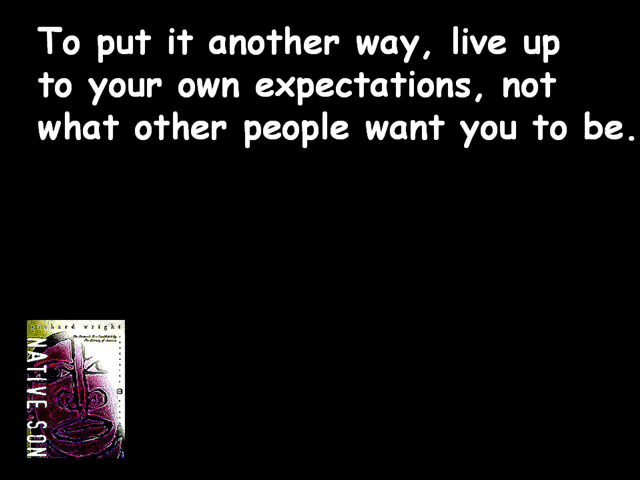 To put it another way, live up
to your own expectations, not
what other people want you to be.
richard wright
NATIVE SON